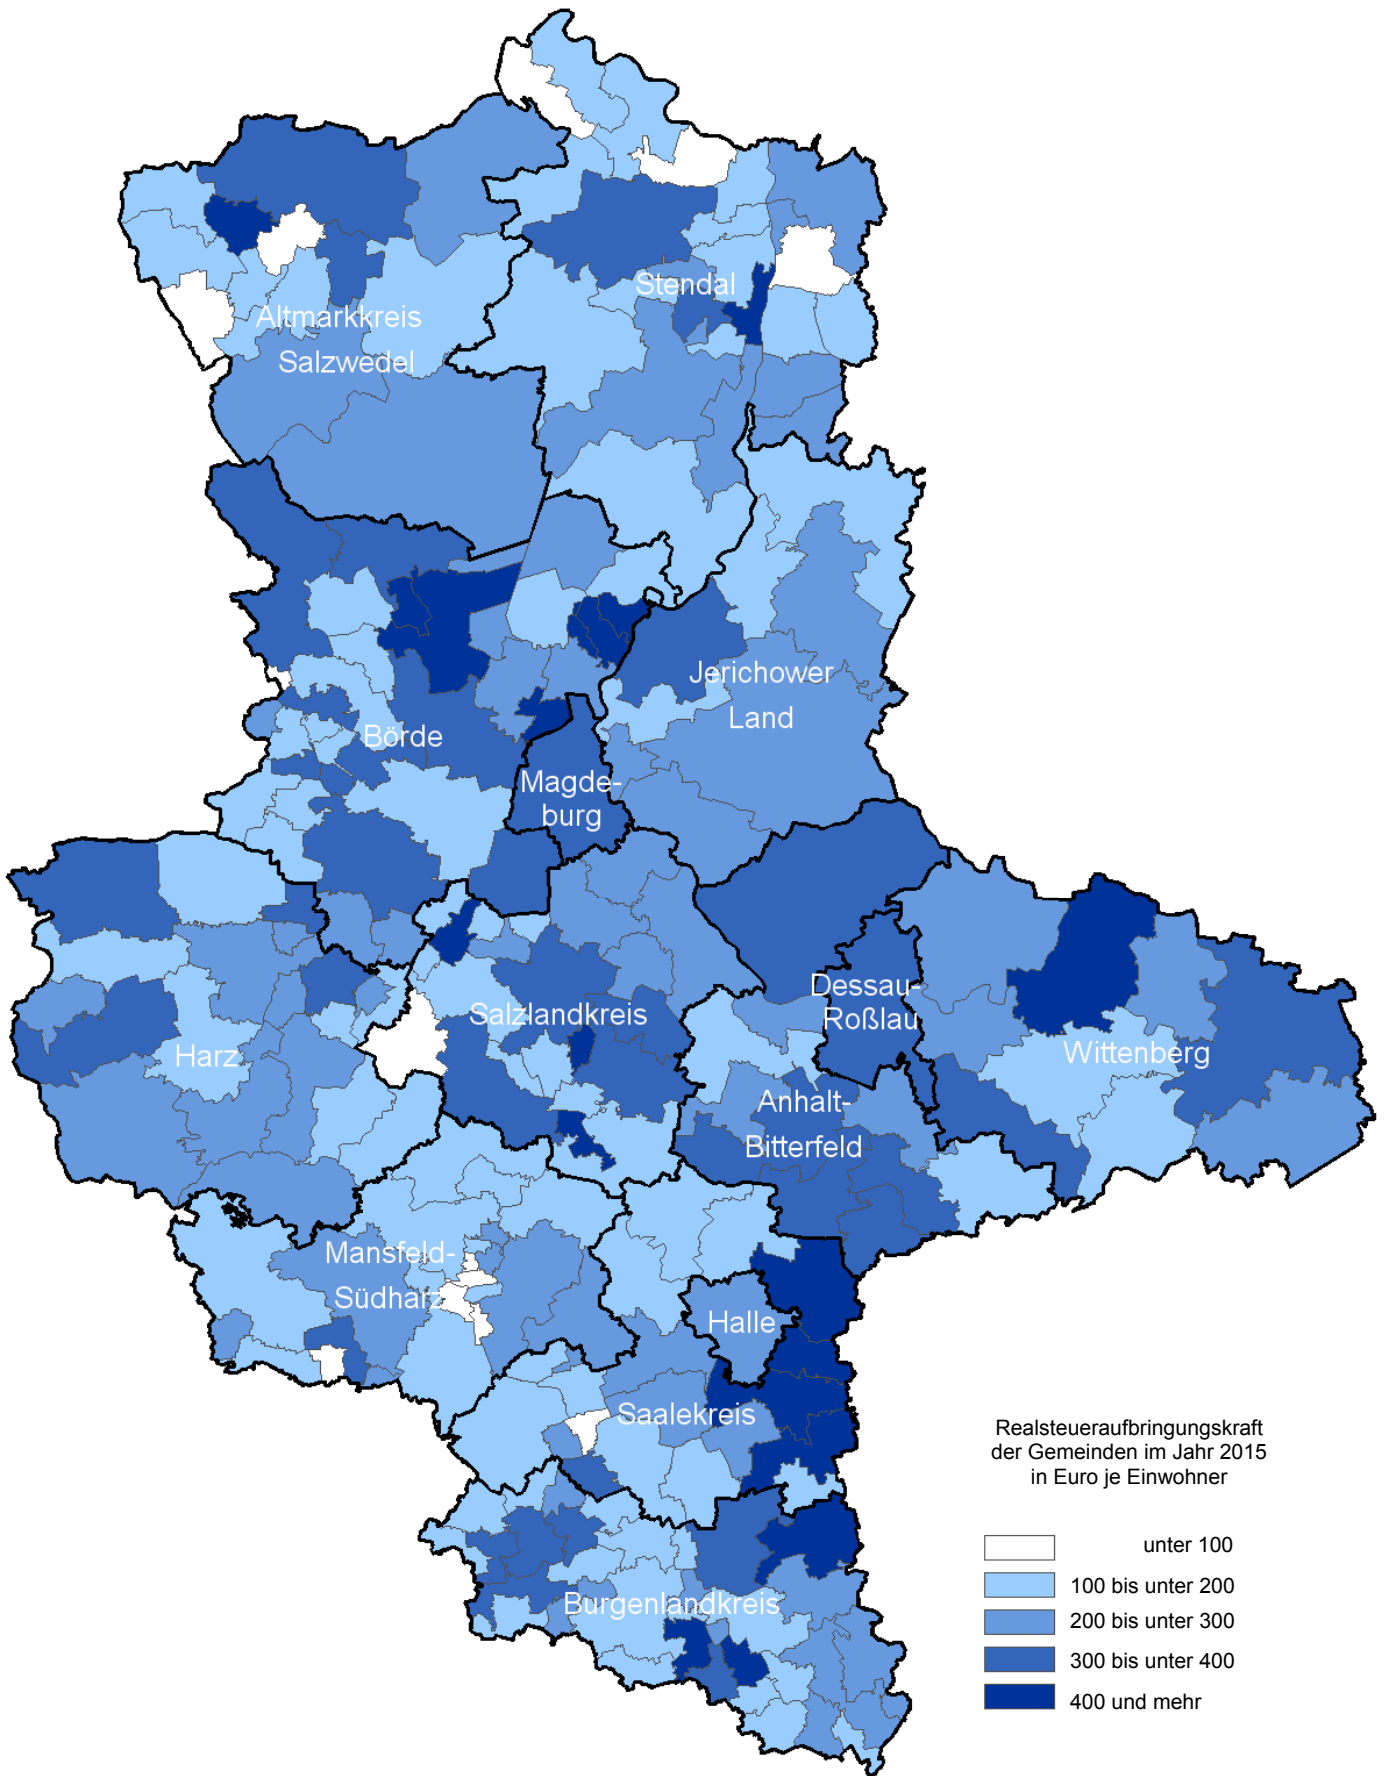 Stendal
Altmarkkreis
Salzwedel
Jerichower
Land
Börde
Magde-
burg
Dessau-
Roßlau
Salzlandkreis
Harz
Wittenberg
Anhalt-
Bitterfeld
Mansfeld-
Südharz
Halle
Saalekreis
Burgenlandkreis
Realsteueraufbringungskraft
der Gemeinden im Jahr 2015
in Euro je Einwohner
unter 100
100 bis unter 200
200 bis unter 300
300 bis unter 400
400 und mehr